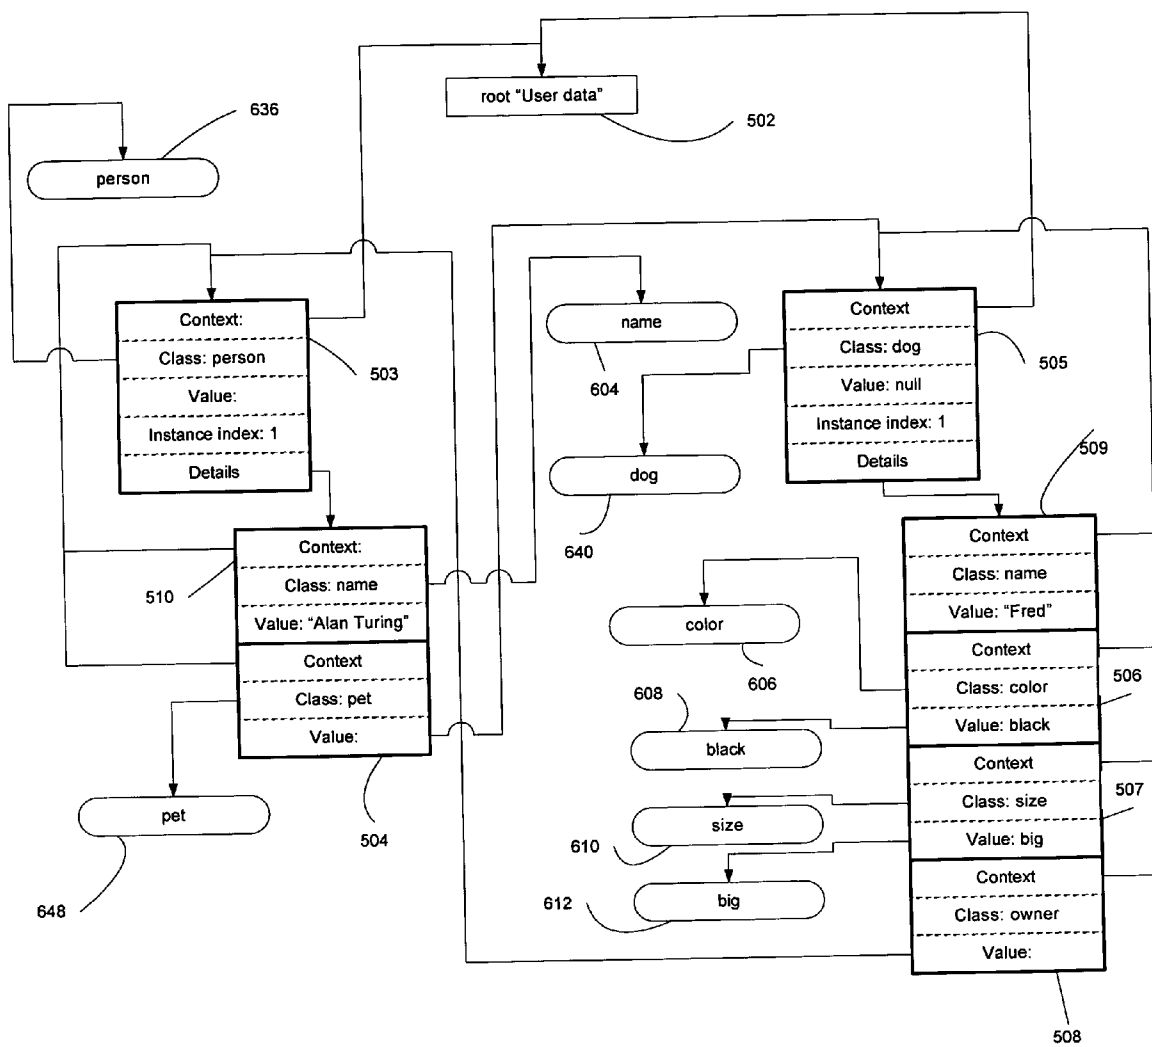 root "User data"
502
636
person
Context:
Class: person
Value:
Instance index: 1
Details
503
name
604
Context
Class: dog
Value: null
Instance index: 1
Details
505
dog
640
509
Context:
Class: name
Value: "Alan Turing"
510
Context
Class: pet
Value:
504
pet
648
Context
Class: name
Value: "Fred"
Context
Class: color
Value: black
506
Context
Class: size
Value: big
507
Context
Class: owner
Value:
508
color
606
608
black
size
610
big
612